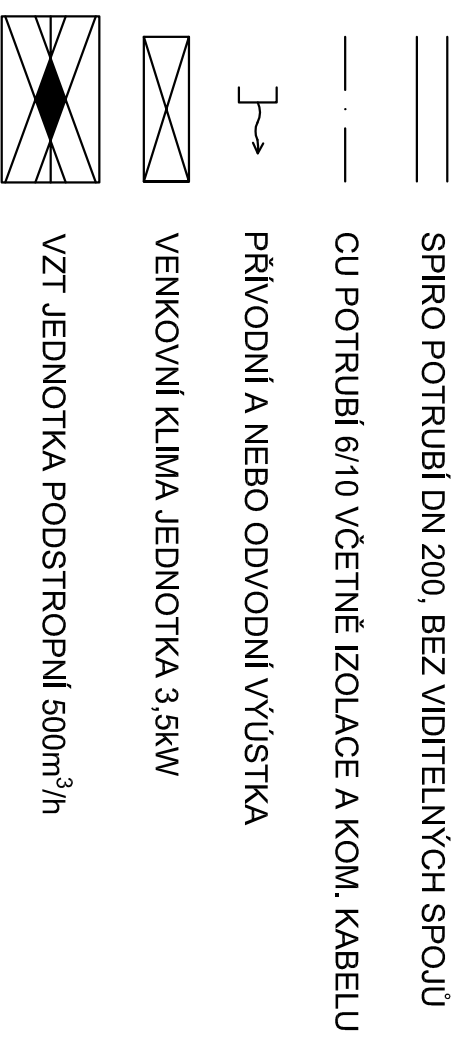 SPIRO POTRUBÍ DN 200, BEZ VIDITELNÝCH SPOJŮ
CU POTRUBÍ 6/10 VČETNĚ IZOLACE A KOM. KABELU
PŘÍVODNÍ A NEBO ODVODNÍ VÝÚSTKA
VENKOVNÍ KLIMA JEDNOTKA 3,5kW
VZT JEDNOTKA PODSTROPNÍ 500m³/h